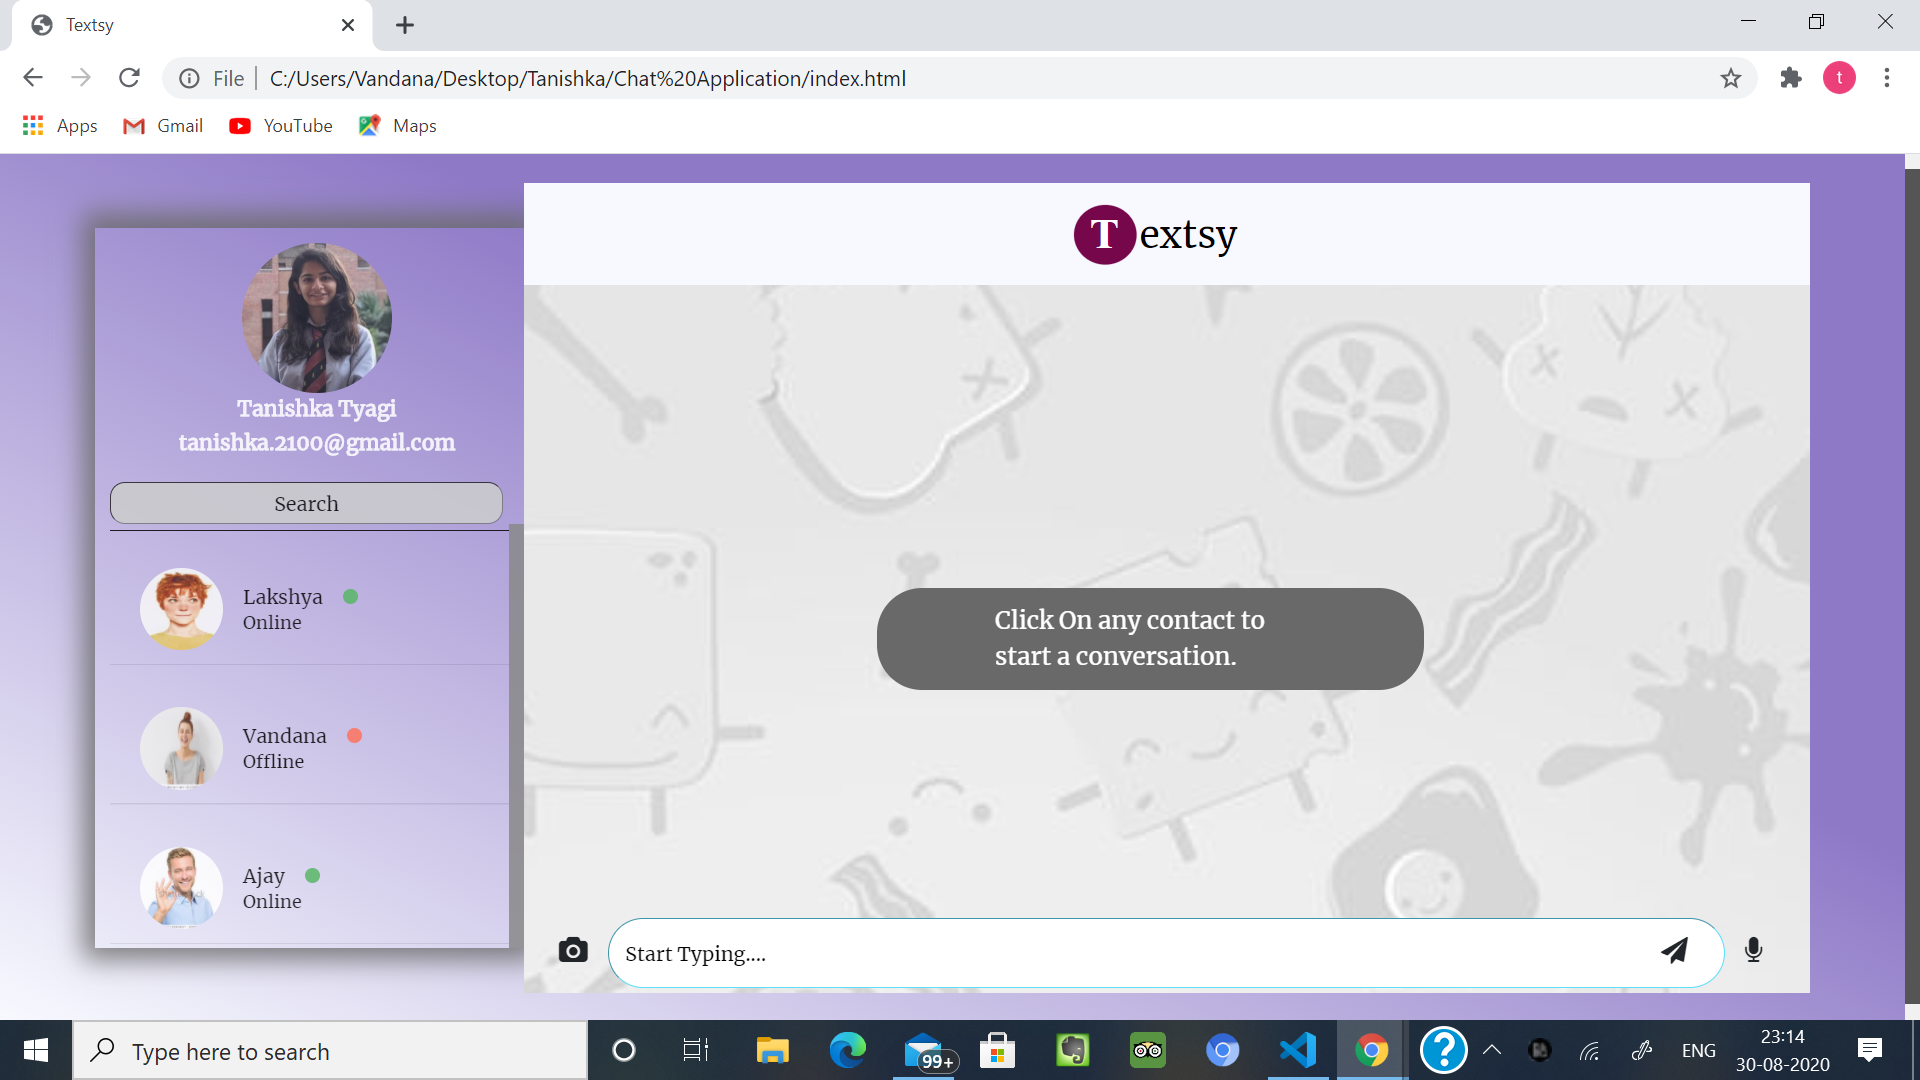 Textsy
File
C:/Users/Vandana/Desktop/Tanishka/Chat%20Application/index.html
t
Apps
Gmail
YouTube
Maps
Textsy
Tanishka Tyagi
tanishka.2100@gmail.com
Search
Lakshya
Online
Vandana
Offline
Ajay
Online
Click On any contact to
start a conversation.
Start Typing....
Type here to search
99+
ENG
23:14
30-08-2020